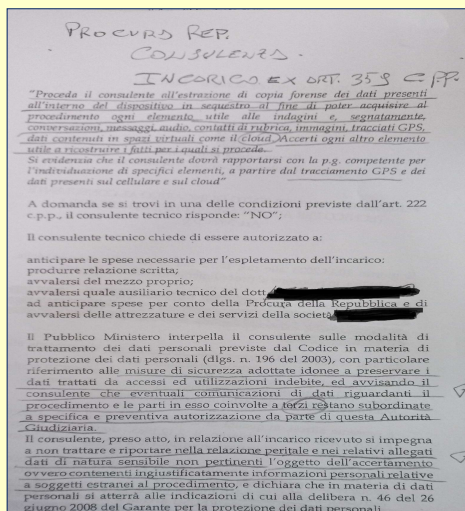 PROCURA REP.
CONSULENZA.
INCARICO EX ART. 359 C.PP.
"Proceda il consulente all'estrazione di copia forense dei dati presenti
all'interno del dispositivo in sequestro al fine di poter acquisire al
procedimento ogni elemento utile alle indagini e, segnatamente,
conversazioni, messaggi, audio, contatti di rubrica, immagini, tracciati GPS,
dati contenuti in spazi virtuali come il cloud. Accerti ogni altro elemento
utile a ricostruire i fatti per i quali si procede.
Si evidenzia che il consulente dovrà rapportarsi con la p.g. competente per
l'individuazione di specifici elementi, a partire dal tracciamento GPS e dei
dati presenti sul cellulare e sul cloud"
A domanda se si trovi in una delle condizioni previste dall'art. 222
c.p.p., il consulente tecnico risponde: "NO";
Il consulente tecnico chiede di essere autorizzato a:
anticipare le spese necessarie per l'espletamento dell'incarico;
produrre relazione scritta;
avvalersi del mezzo proprio;
avvalersi quale ausiliario tecnico del dott.
ad anticipare spese per conto della Procura della Repubblica e di
avvalersi delle attrezzature e dei servizi della società
Il Pubblico Ministero interpella il consulente sulle modalità di
trattamento dei dati personali previste dal Codice in materia di
protezione dei dati personali (dlgs. n. 196 del 2003), con particolare
riferimento alle misure di sicurezza adottate idonee a preservare i
dati trattati da accessi ed utilizzazioni indebite, ed avvisando il
consulente che eventuali comunicazioni di dati riguardanti il
procedimento e le parti in esso coinvolte a terzi restano subordinate
a specifica e preventiva autorizzazione da parte di questa Autorità
Giudiziaria.
Il consulente, preso atto, in relazione all'incarico ricevuto si impegna
a non trattare e riportare nella relazione peritale e nei relativi allegati
dati di natura sensibile non pertinenti l'oggetto dell'accertamento
ovvero contenenti ingiustificatamente informazioni personali relative
a soggetti estranei al procedimento, e dichiara che in materia di dati
personali si atterrà alle indicazioni di cui alla delibera n. 46 del 26
giugno 2008 del Garante per la protezione dei dati personali.